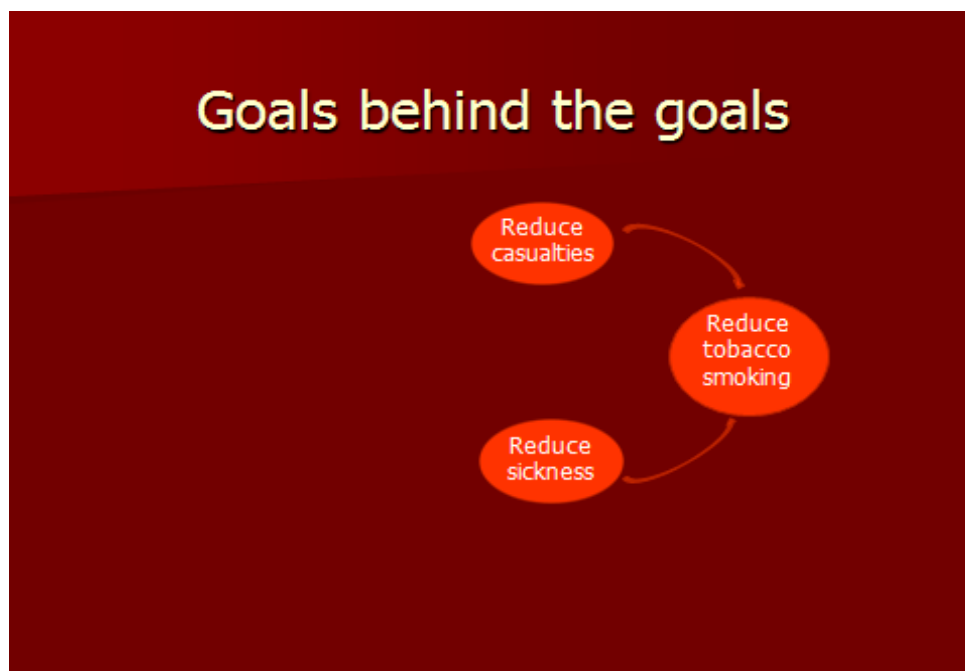 Goals behind the goals
Reduce
casualties
Reduce
tobacco
smoking
Reduce
sickness